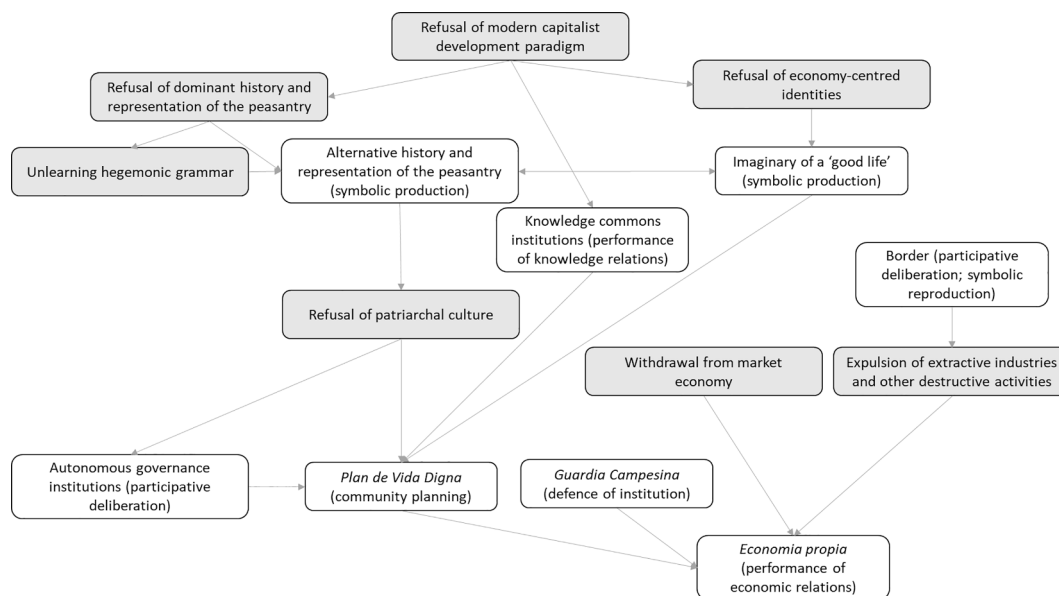 Refusal of modern capitalist
development paradigm
Refusal of dominant history and
representation of the peasantry
Refusal of economy-centred
identities
Unlearning hegemonic grammar
Alternative history and
representation of the peasantry
(symbolic production)
Imaginary of a ‘good life’
(symbolic production)
Knowledge commons
institutions (performance
of knowledge relations)
Border (participative
deliberation; symbolic
reproduction)
Refusal of patriarchal culture
Withdrawal from market
economy
Expulsion of extractive industries
and other destructive activities
Autonomous governance
institutions (participative
deliberation)
Plan de Vida Digna
(community planning)
Guardia Campesina
(defence of institution)
Economia propia
(performance of
economic relations)